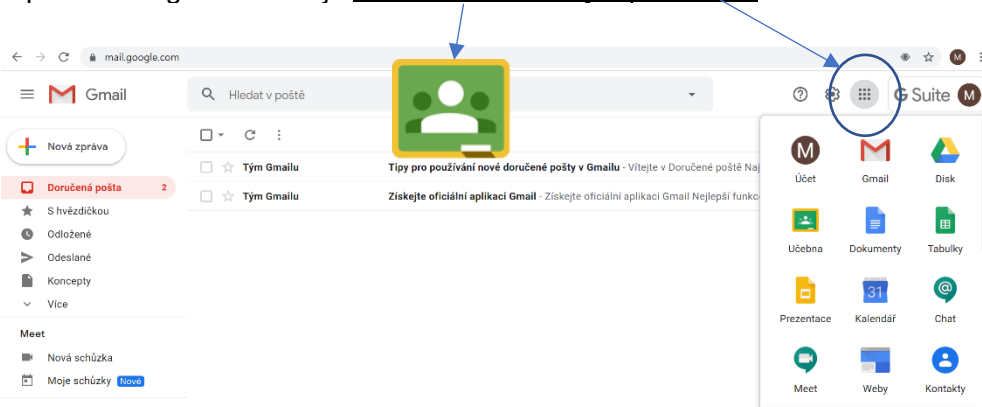 mail.google.com
M
Gmail
Hledat v poště
G Suite M
Nová zpráva
Doručená pošta 2
S hvězdičkou
Odložené
Odeslané
Koncepty
Více
Meet
Nová schůzka
Moje schůzky Nové
Tým Gmailu Tipy pro používání nové doručené pošty v Gmailu - Vítejte v Doručené poště Naj
Tým Gmailu Získejte oficiální aplikaci Gmail - Získejte oficiální aplikaci Gmail Nejlepší funkc
M
Účet Gmail Disk
Učebna Dokumenty Tabulky
31
Prezentace Kalendář Chat
Meet Weby Kontakty